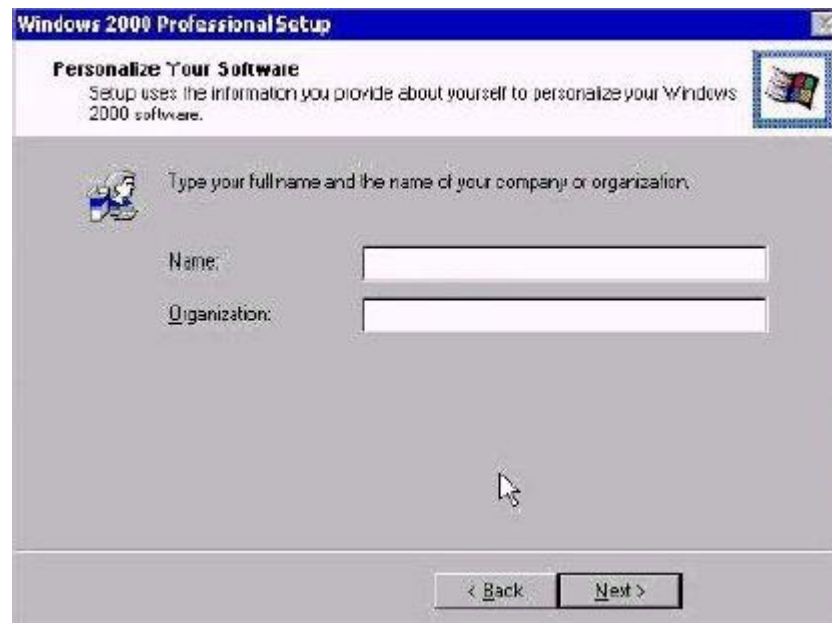 Windows 2000 Professional Setup
Personalize Your Software
Setup uses the information you provide about yourself to personalize your Windows
2000 software.
Type your full name and the name of your company or organization.
Name:
Organization:
< Back
Next >